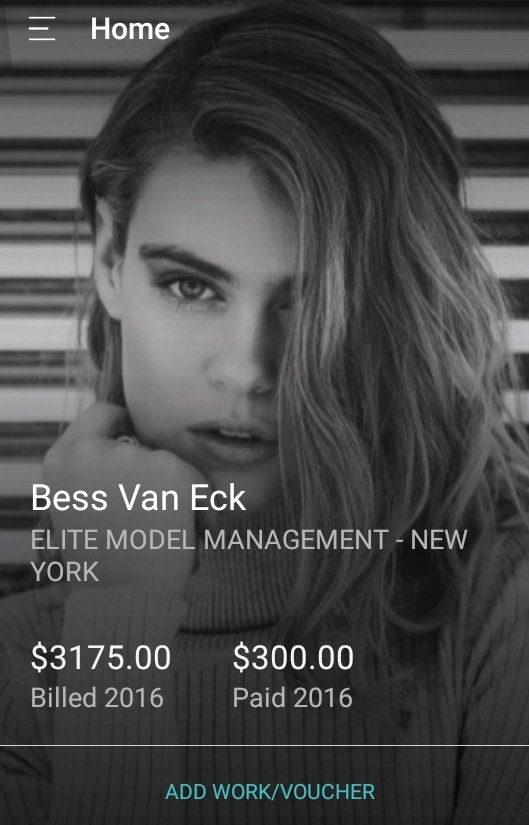 Home
Bess Van Eck
ELITE MODEL MANAGEMENT - NEW
YORK
$3175.00 $300.00
Billed 2016 Paid 2016
ADD WORK/VOUCHER